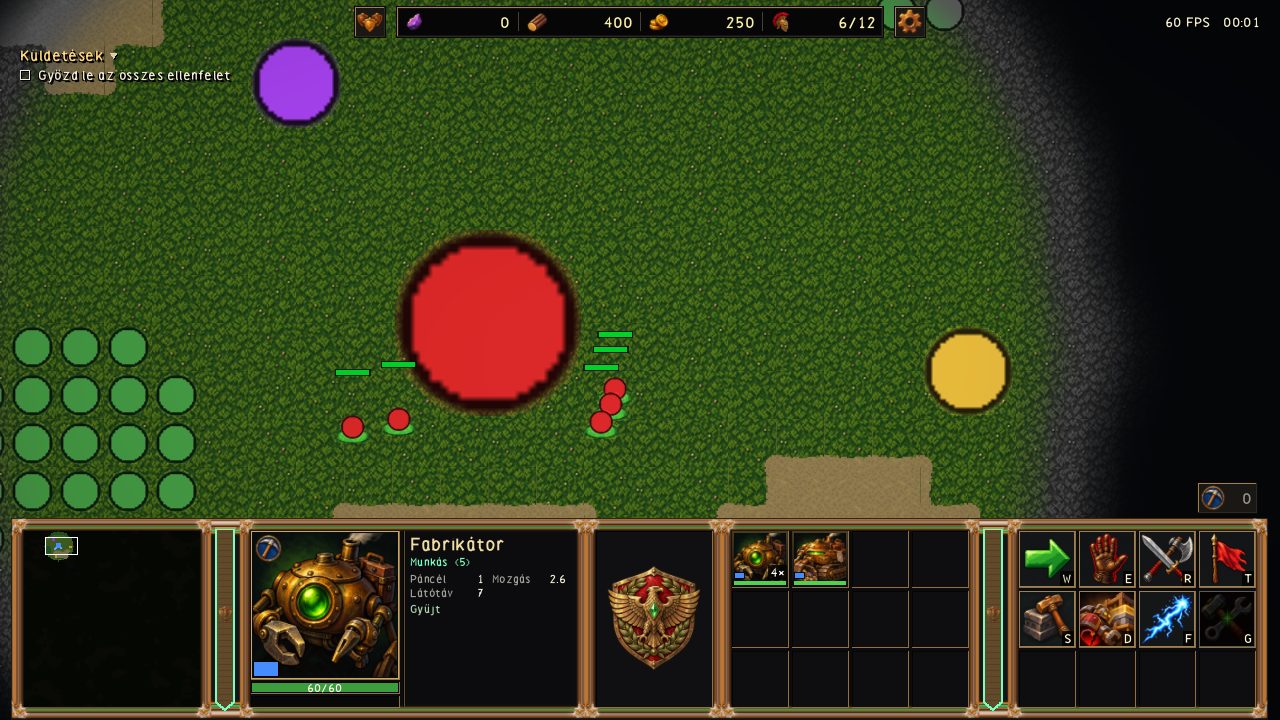 0 400 250 6/12
60 FPS 00:01
Küldetések
Győzd le az összes ellenfelet
0
Fabrikátor
Munkás (5)
Páncél 1 Mozgás 2.6
Látótáv 7
Gyűjt
60/60
4×
W E R T
S D F G